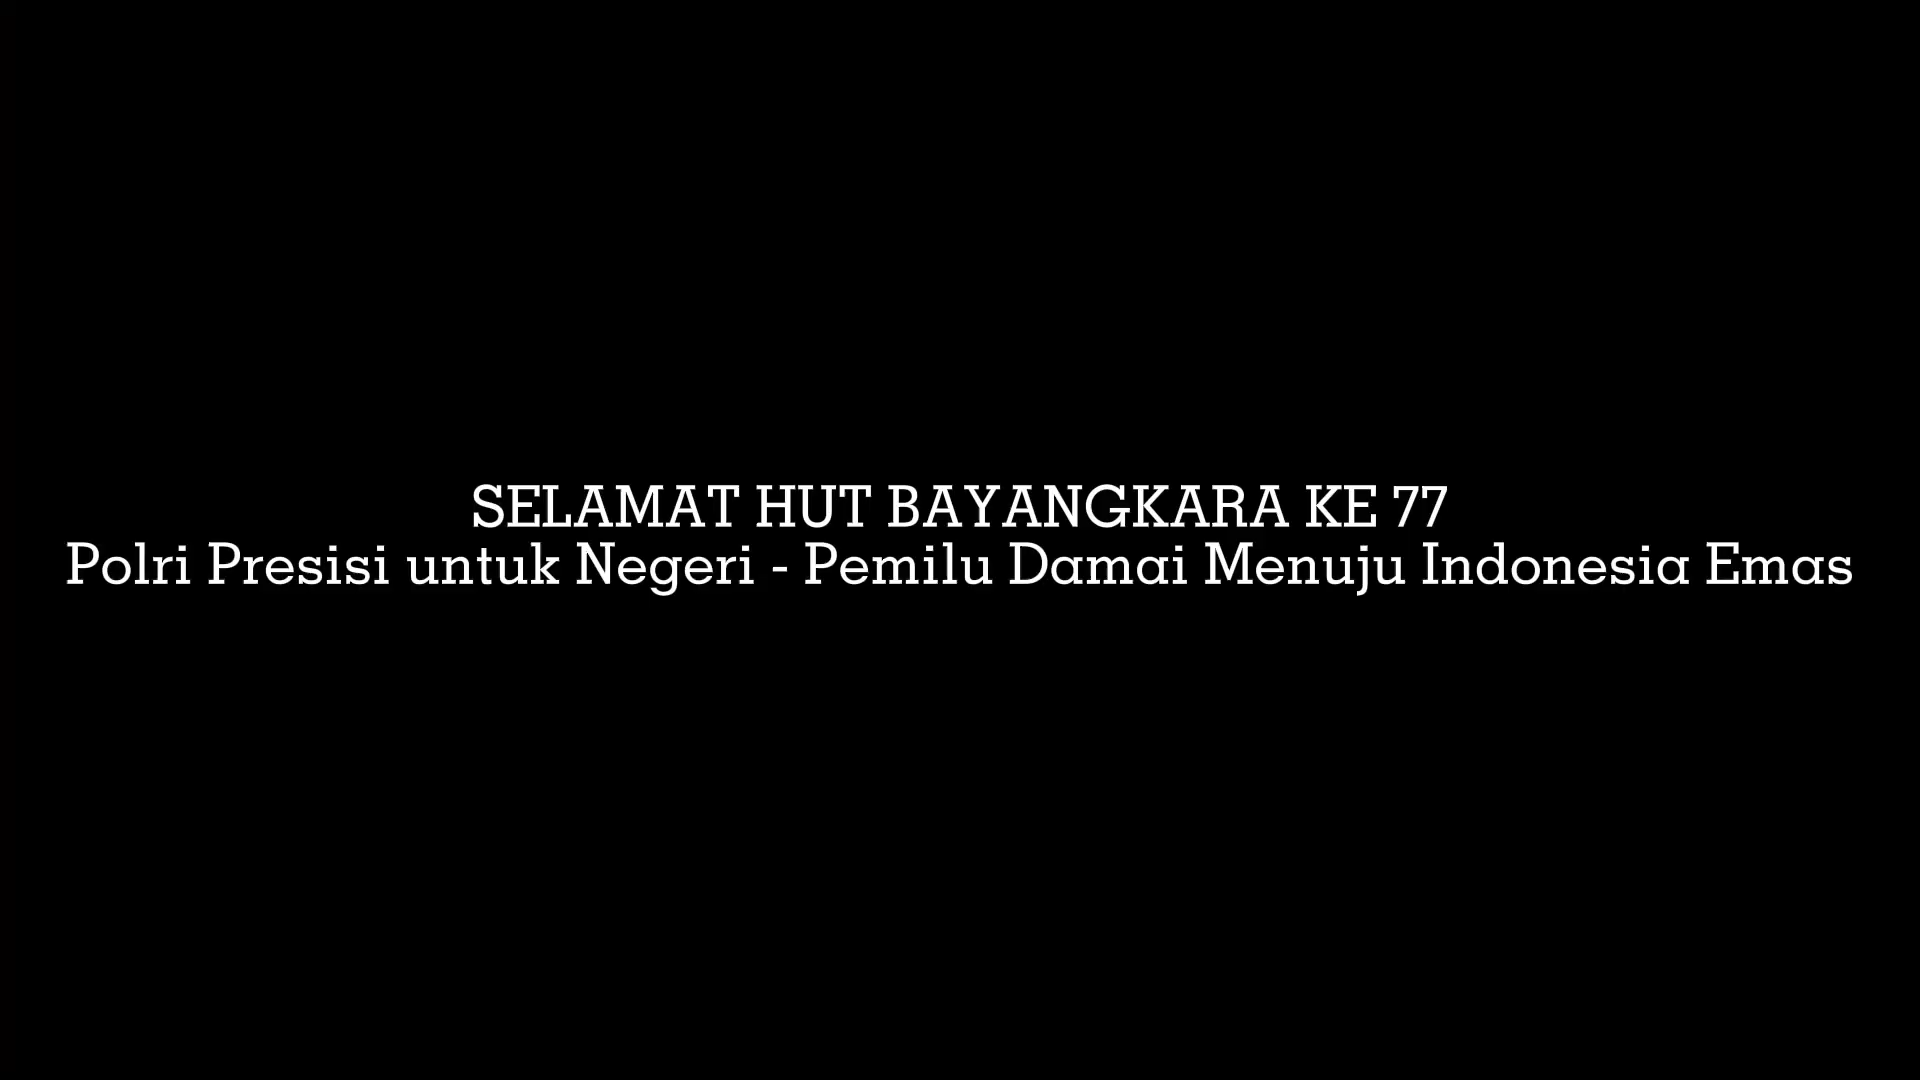 SELAMAT HUT BAYANGKARA KE 77
Polri Presisi untuk Negeri - Pemilu Damai Menuju Indonesia Emas